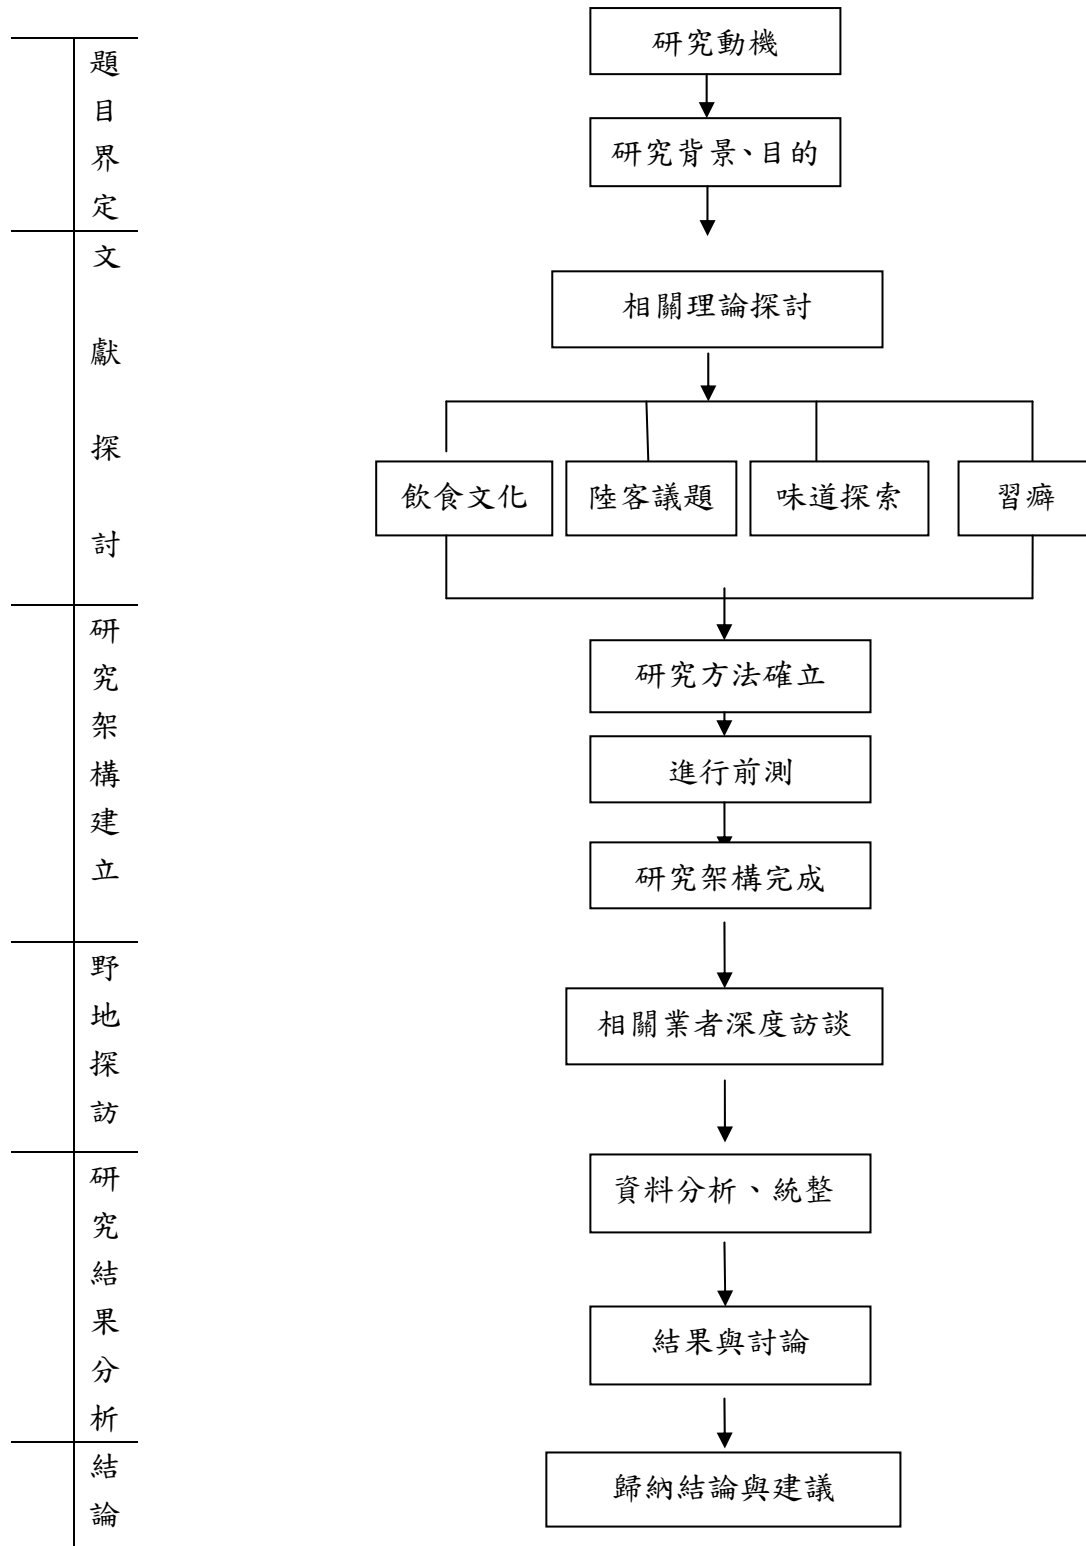 題目界定
研究動機
研究背景、目的
文獻探討
相關理論探討
飲食文化
陸客議題
味道探索
習癖
研究架構建立
研究方法確立
進行前測
研究架構完成
野地探訪
相關業者深度訪談
研究結果分析
資料分析、統整
結果與討論
結論
歸納結論與建議